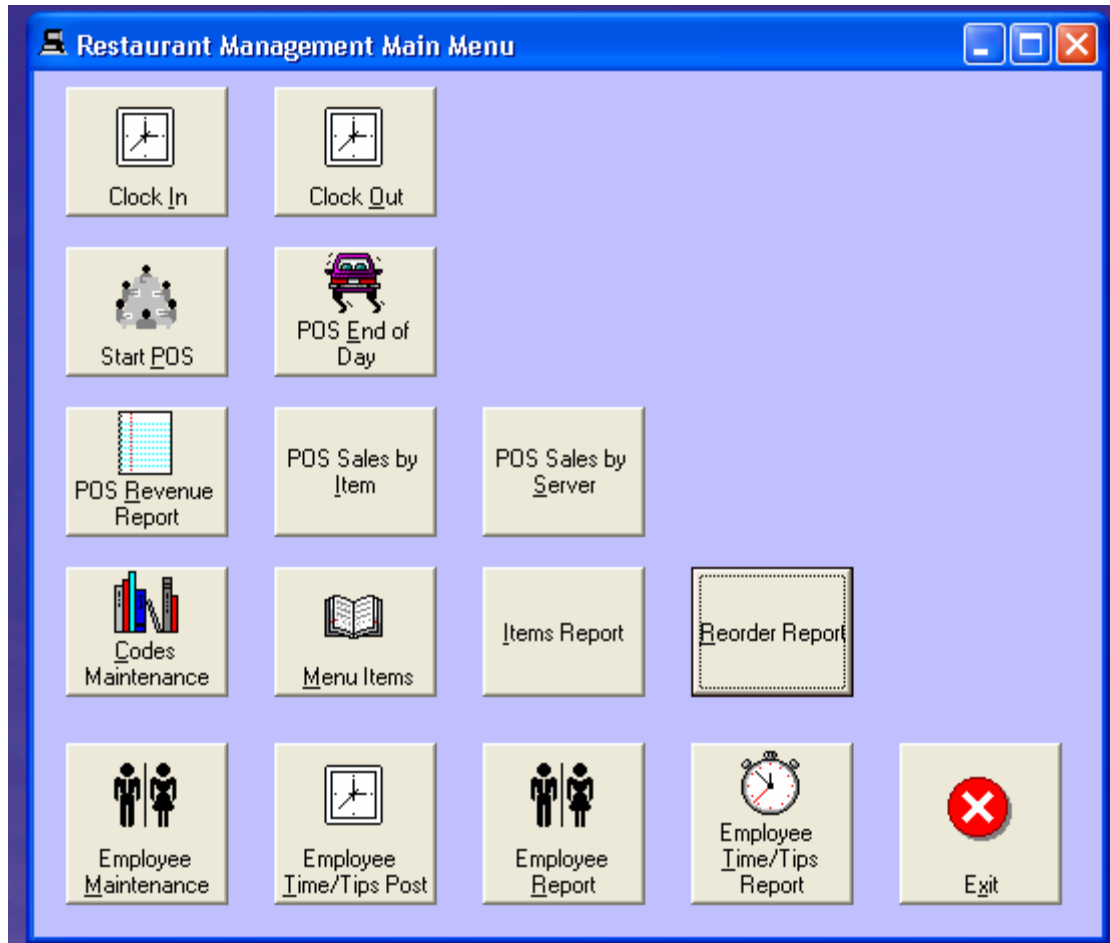 Restaurant Management Main Menu
Clock In
Clock Out
Start POS
POS End of
Day
POS Revenue
Report
POS Sales by
Item
POS Sales by
Server
Codes
Maintenance
Menu Items
Items Report
Reorder Report
Employee
Maintenance
Employee
Time/Tips Post
Employee
Report
Employee
Time/Tips
Report
Exit